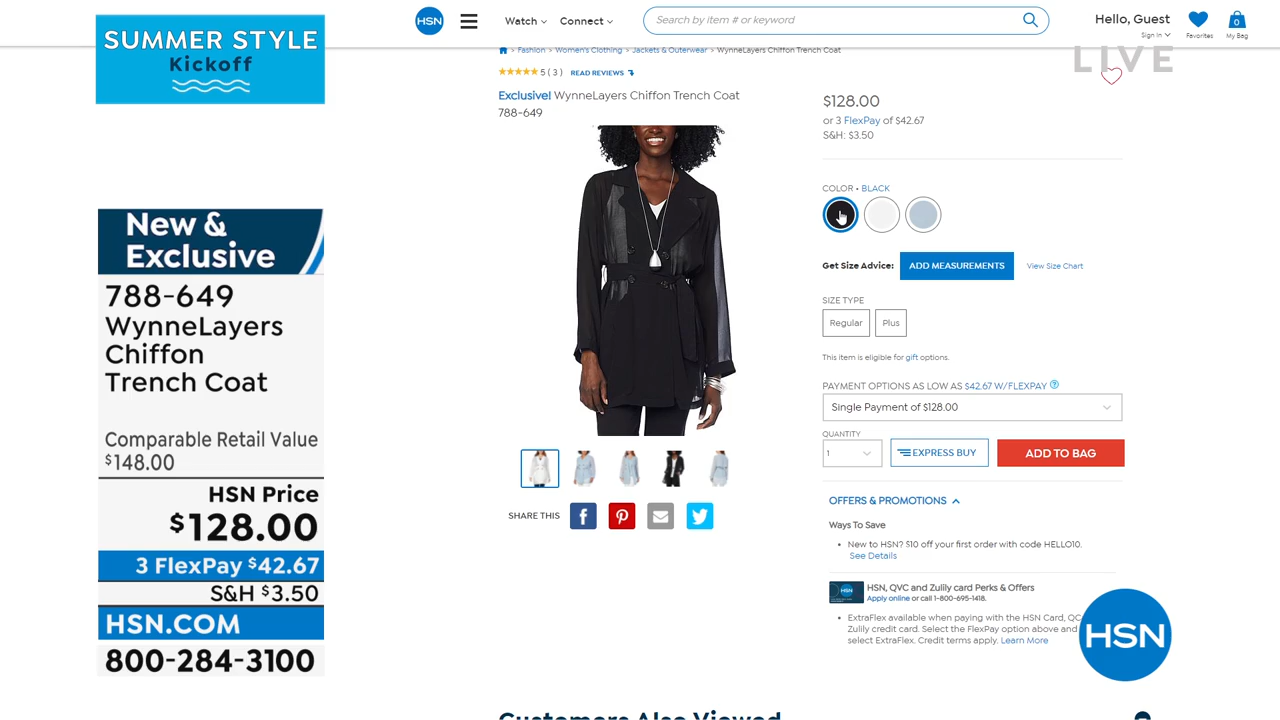 SUMMER STYLE
Kickoff
New &
Exclusive
788-649
WynneLayers
Chiffon
Trench Coat
Comparable Retail Value
$148.00
HSN Price
$128.00
3 FlexPay $42.67
S&H $3.50
HSN.COM
800-284-3100
HSN
Watch
Connect
Search by item # or keyword
Hello, Guest
Sign in
Favorites
0
My Bag
LIVE
> Fashion > Women's Clothing > Jackets & Outerwear > WynneLayers Chiffon Trench Coat
5 ( 3 ) READ REVIEWS
Exclusive! WynneLayers Chiffon Trench Coat
788-649
SHARE THIS
$128.00
or 3 FlexPay of $42.67
S&H: $3.50
COLOR • BLACK
Get Size Advice: ADD MEASUREMENTS View Size Chart
SIZE TYPE
Regular Plus
This item is eligible for gift options.
PAYMENT OPTIONS AS LOW AS $42.67 W/FLEXPAY ?
Single Payment of $128.00
QUANTITY
1 EXPRESS BUY ADD TO BAG
OFFERS & PROMOTIONS
Ways To Save
• New to HSN? $10 off your first order with code HELLO10.
See Details
HSN, QVC and Zulily card Perks & Offers
Apply online or call 1-800-695-1418.
• ExtraFlex available when paying with the HSN Card, QC
Zulily credit card. Select the FlexPay option above and
select ExtraFlex. Credit terms apply. Learn More
HSN
Customers Also Viewed